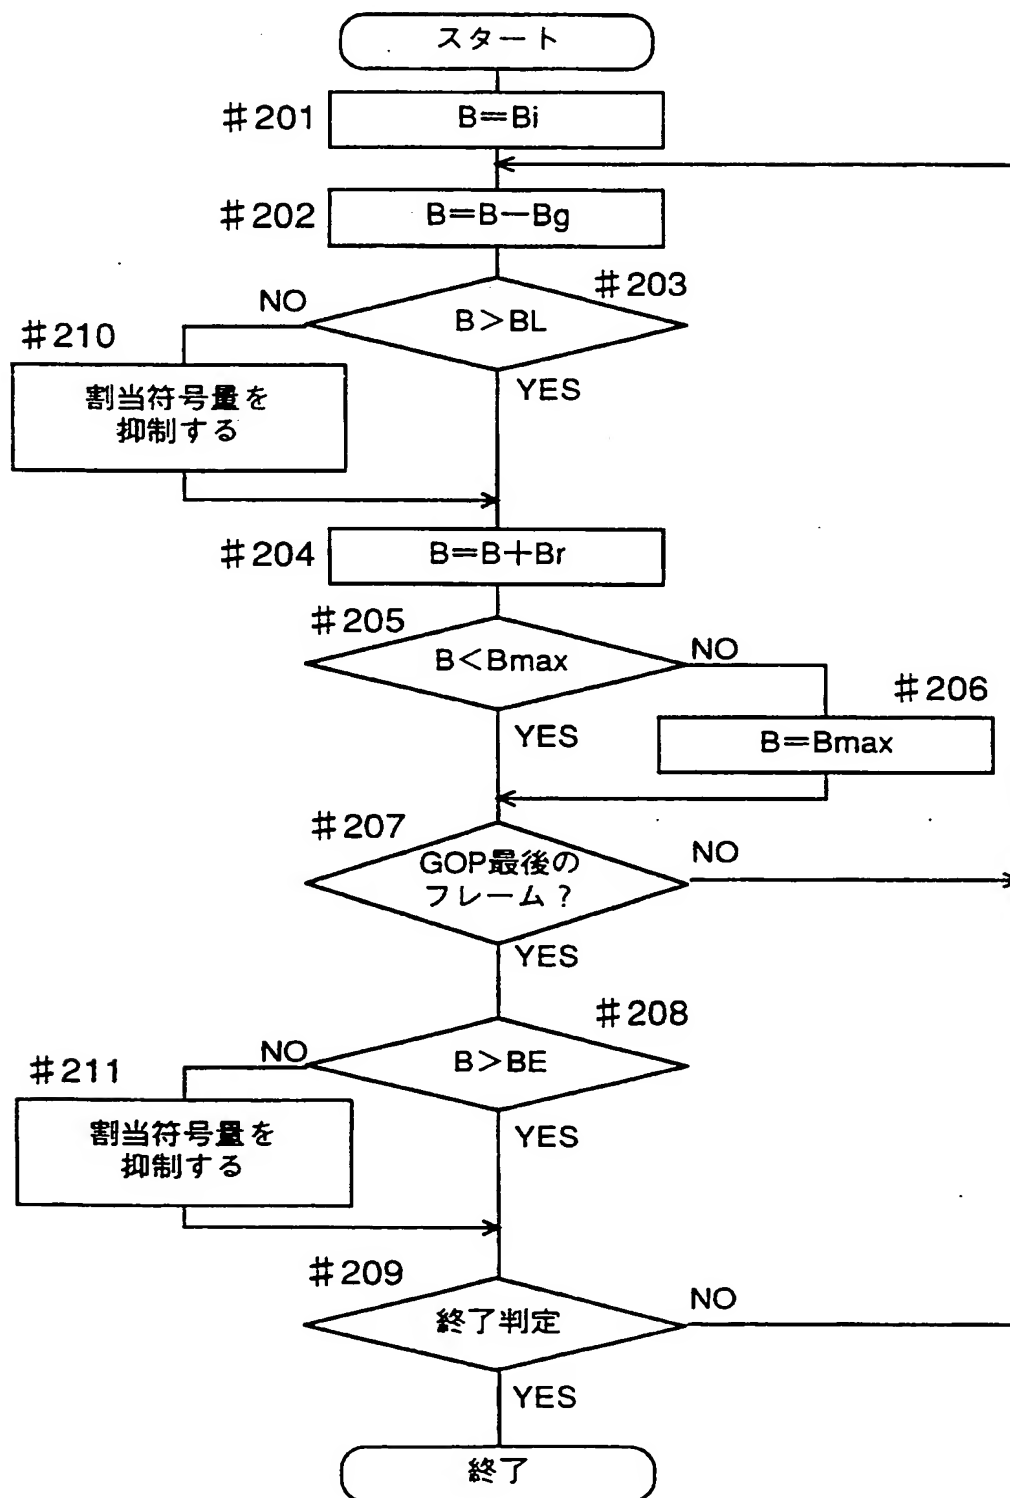 スタート
#201
B=Bi
#202
B=B−Bg
#203
B>BL
NO
YES
#210
割当符号量を
抑制する
#204
B=B+Br
#205
B<Bmax
NO
YES
#206
B=Bmax
#207
GOP最後の
フレーム?
NO
YES
#208
B>BE
NO
YES
#211
割当符号量を
抑制する
#209
終了判定
NO
YES
終了